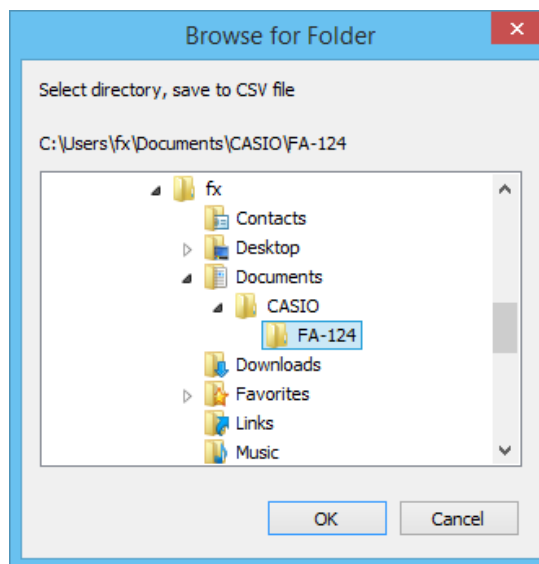 Browse for Folder
Select directory, save to CSV file
C:\Users\fx\Documents\CASIO\FA-124
fx
Contacts
Desktop
Documents
CASIO
FA-124
Downloads
Favorites
Links
Music
OK Cancel